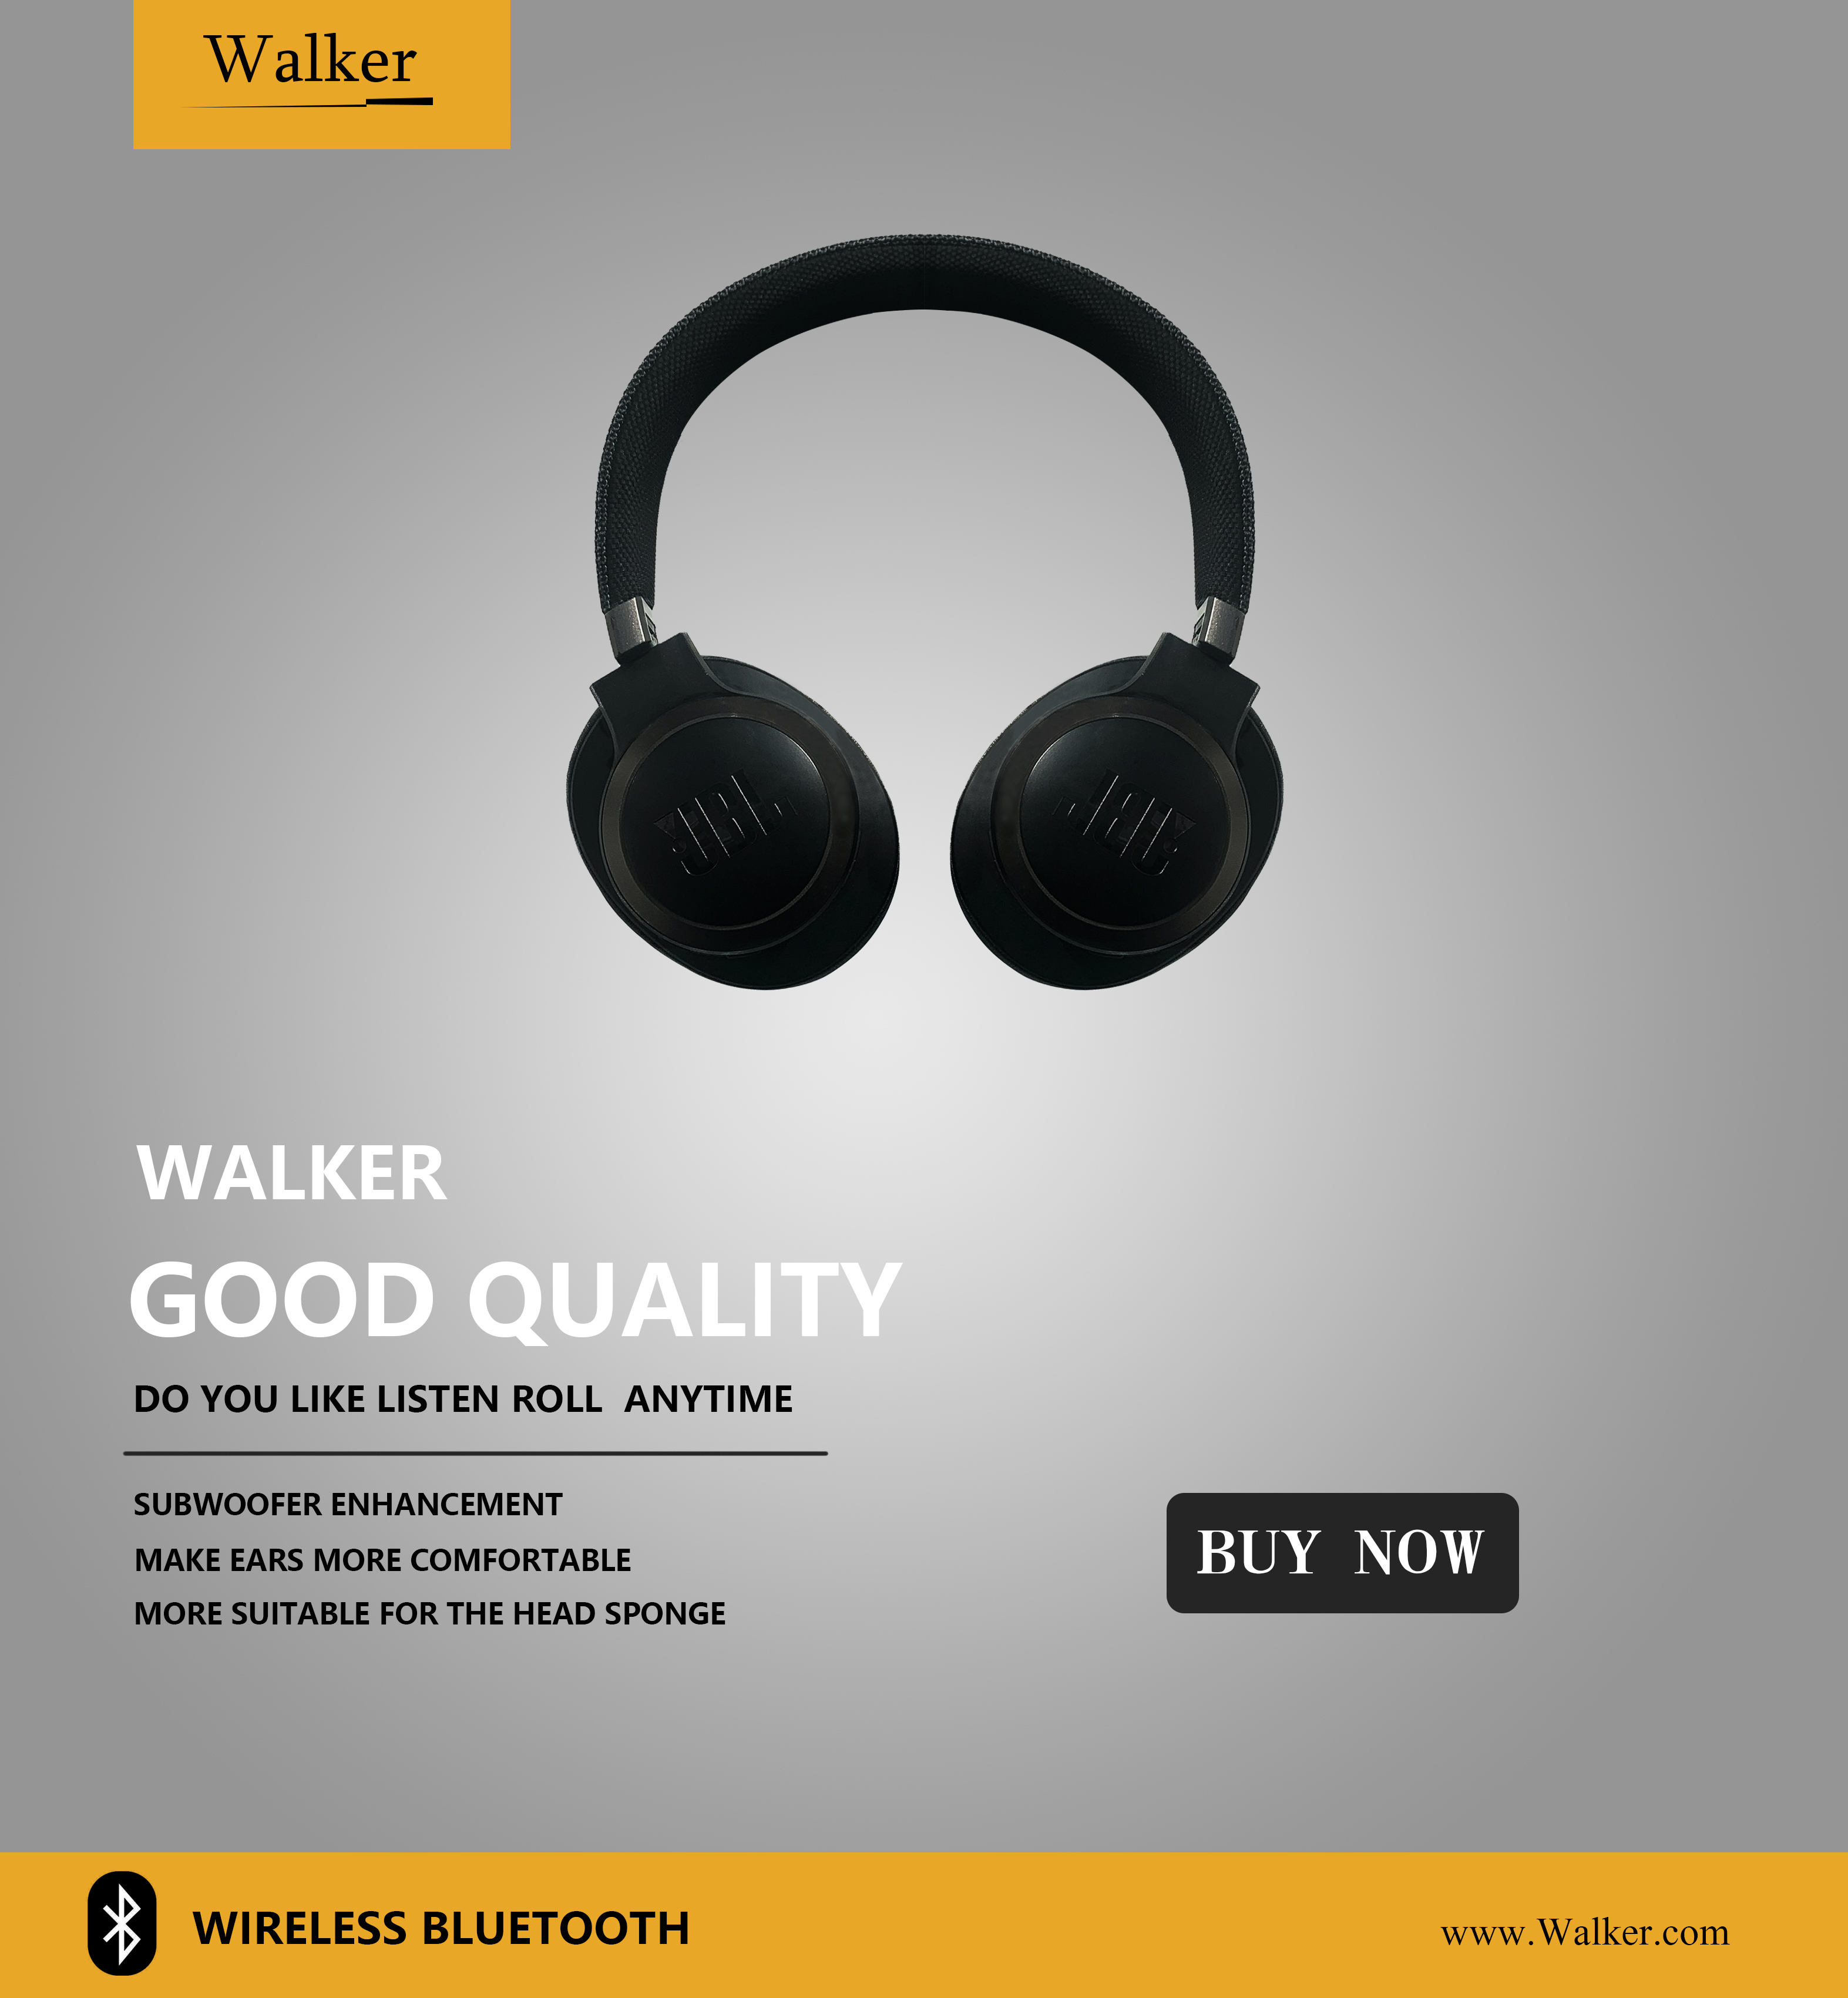 Walker
JBL
WALKER
GOOD QUALITY
DO YOU LIKE LISTEN ROLL  ANYTIME
SUBWOOFER ENHANCEMENT
MAKE EARS MORE COMFORTABLE
MORE SUITABLE FOR THE HEAD SPONGE
BUY NOW
WIRELESS BLUETOOTH
www.Walker.com